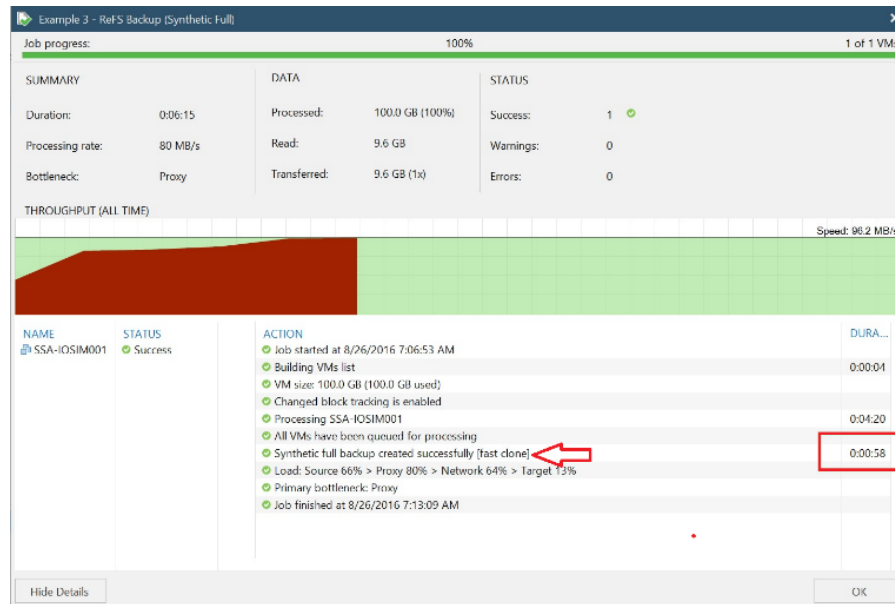 Example 3 - ReFS Backup (Synthetic Full)
Job progress: 100% 1 of 1 VMs
SUMMARY DATA STATUS
Duration: 0:06:15 Processed: 100.0 GB (100%) Success: 1
Processing rate: 80 MB/s Read: 9.6 GB Warnings: 0
Bottleneck: Proxy Transferred: 9.6 GB (1x) Errors: 0
THROUGHPUT (ALL TIME)
Speed: 96.2 MB/s
NAME STATUS ACTION DURA...
SSA-IOSIM001 Success Job started at 8/26/2016 7:06:53 AM
Building VMs list 0:00:04
VM size: 100.0 GB (100.0 GB used)
Changed block tracking is enabled
Processing SSA-IOSIM001 0:04:20
All VMs have been queued for processing
Synthetic full backup created successfully [fast clone] 0:00:58
Load: Source 66% > Proxy 80% > Network 64% > Target 13%
Primary bottleneck: Proxy
Job finished at 8/26/2016 7:13:09 AM
Hide Details OK